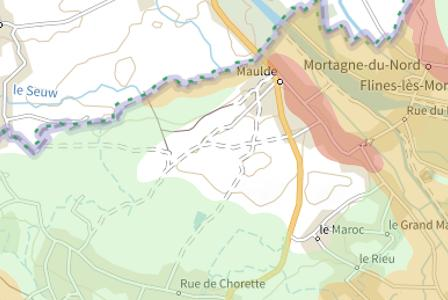 Mortagne-du-Nord
Maulde
Flines-lès-Mor
le Seuw
Rue du
le Maroc
le Grand Ma
le Rieu
Rue de Chorette